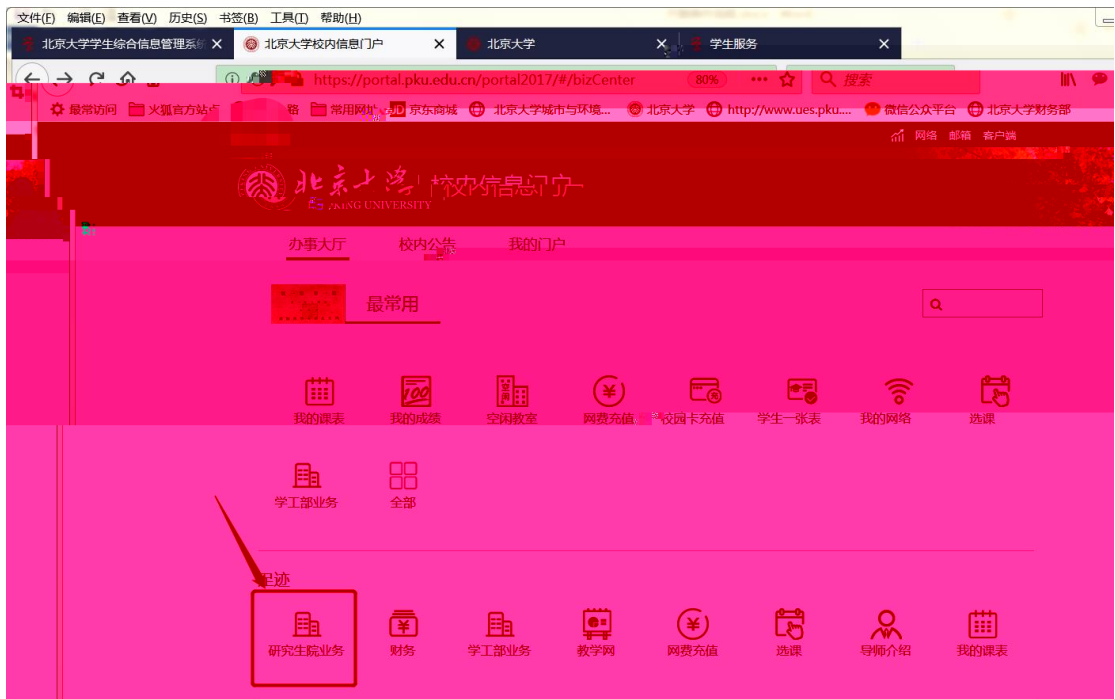 文件(F) 编辑(E) 查看(V) 历史(S) 书签(B) 工具(T) 帮助(H)
北京大学学生综合信息管理系统 北京大学校内信息门户 北京大学 学生服务
https://portal.pku.edu.cn/portal2017/#/bizCenter 80% 搜索
最常访问 火狐官方站点 常用网址 JD 京东商城 北京大学城市与环境... 北京大学 http://www.ues.pku.... 微信公众平台 北京大学财务部
网络 邮箱 客户端
北京大学 校内信息门户
UNIVERSITY
办事大厅 校内公告 我的门户
最常用
我的课表 我的成绩 空闲教室 网费充值 校园卡充值 学生一张表 我的网络 选课
学工部业务 全部
足迹
研究生院业务 财务 学工部业务 教学网 网费充值 选课 导师介绍 我的课表